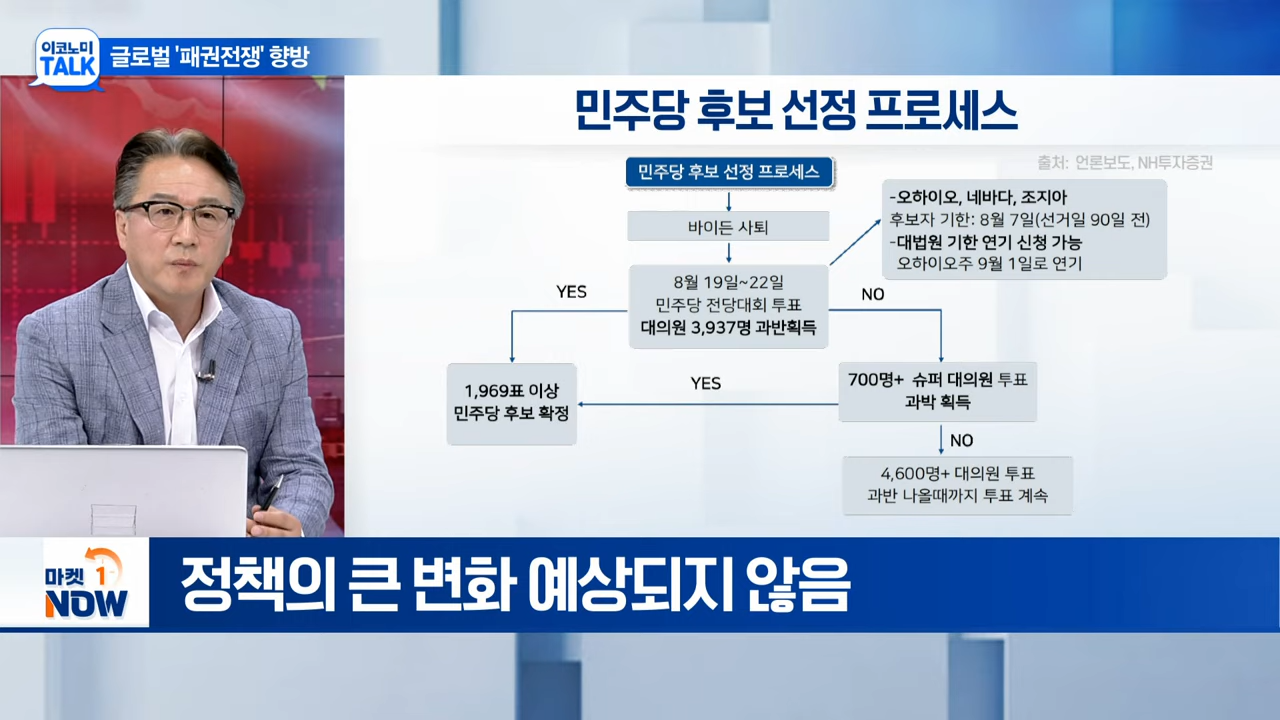 이코노미
TALK
글로벌 '패권전쟁' 향방
민주당 후보 선정 프로세스
출처: 언론보도, NH투자증권
민주당 후보 선정 프로세스
바이든 사퇴
-오하이오, 네바다, 조지아
후보자 기한: 8월 7일(선거일 90일 전)
-대법원 기한 연기 신청 가능
오하이오주 9월 1일로 연기
8월 19일~22일
민주당 전당대회 투표
대의원 3,937명 과반획득
YES
NO
1,969표 이상
민주당 후보 확정
YES
700명+ 슈퍼 대의원 투표
과박 획득
NO
4,600명+ 대의원 투표
과반 나올때까지 투표 계속
마켓 1
NOW
정책의 큰 변화 예상되지 않음